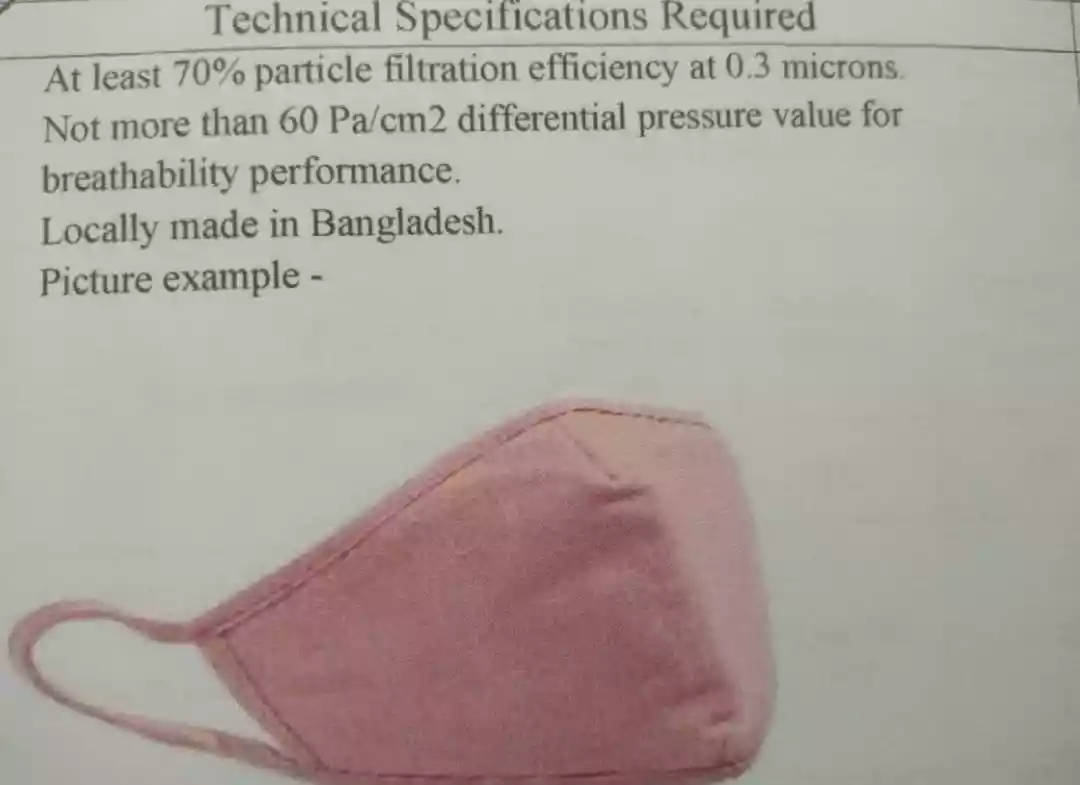 Technical Specifications Required
At least 70% particle filtration efficiency at 0.3 microns.
Not more than 60 Pa/cm2 differential pressure value for
breathability performance.
Locally made in Bangladesh.
Picture example -